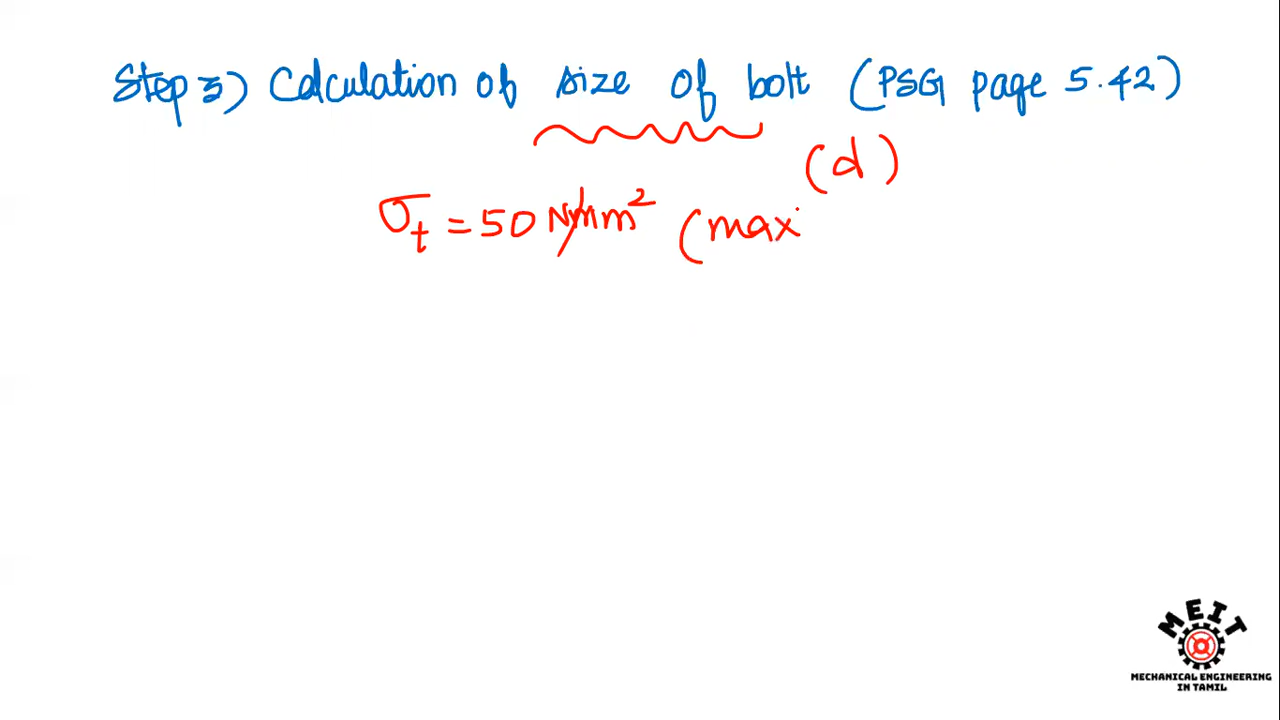 Step 3) Calculation of size of bolt (PSG page 5.42)
(d)
σt = 50 N/mm² (max
MEIT
MECHANICAL ENGINEERING
IN TAMIL